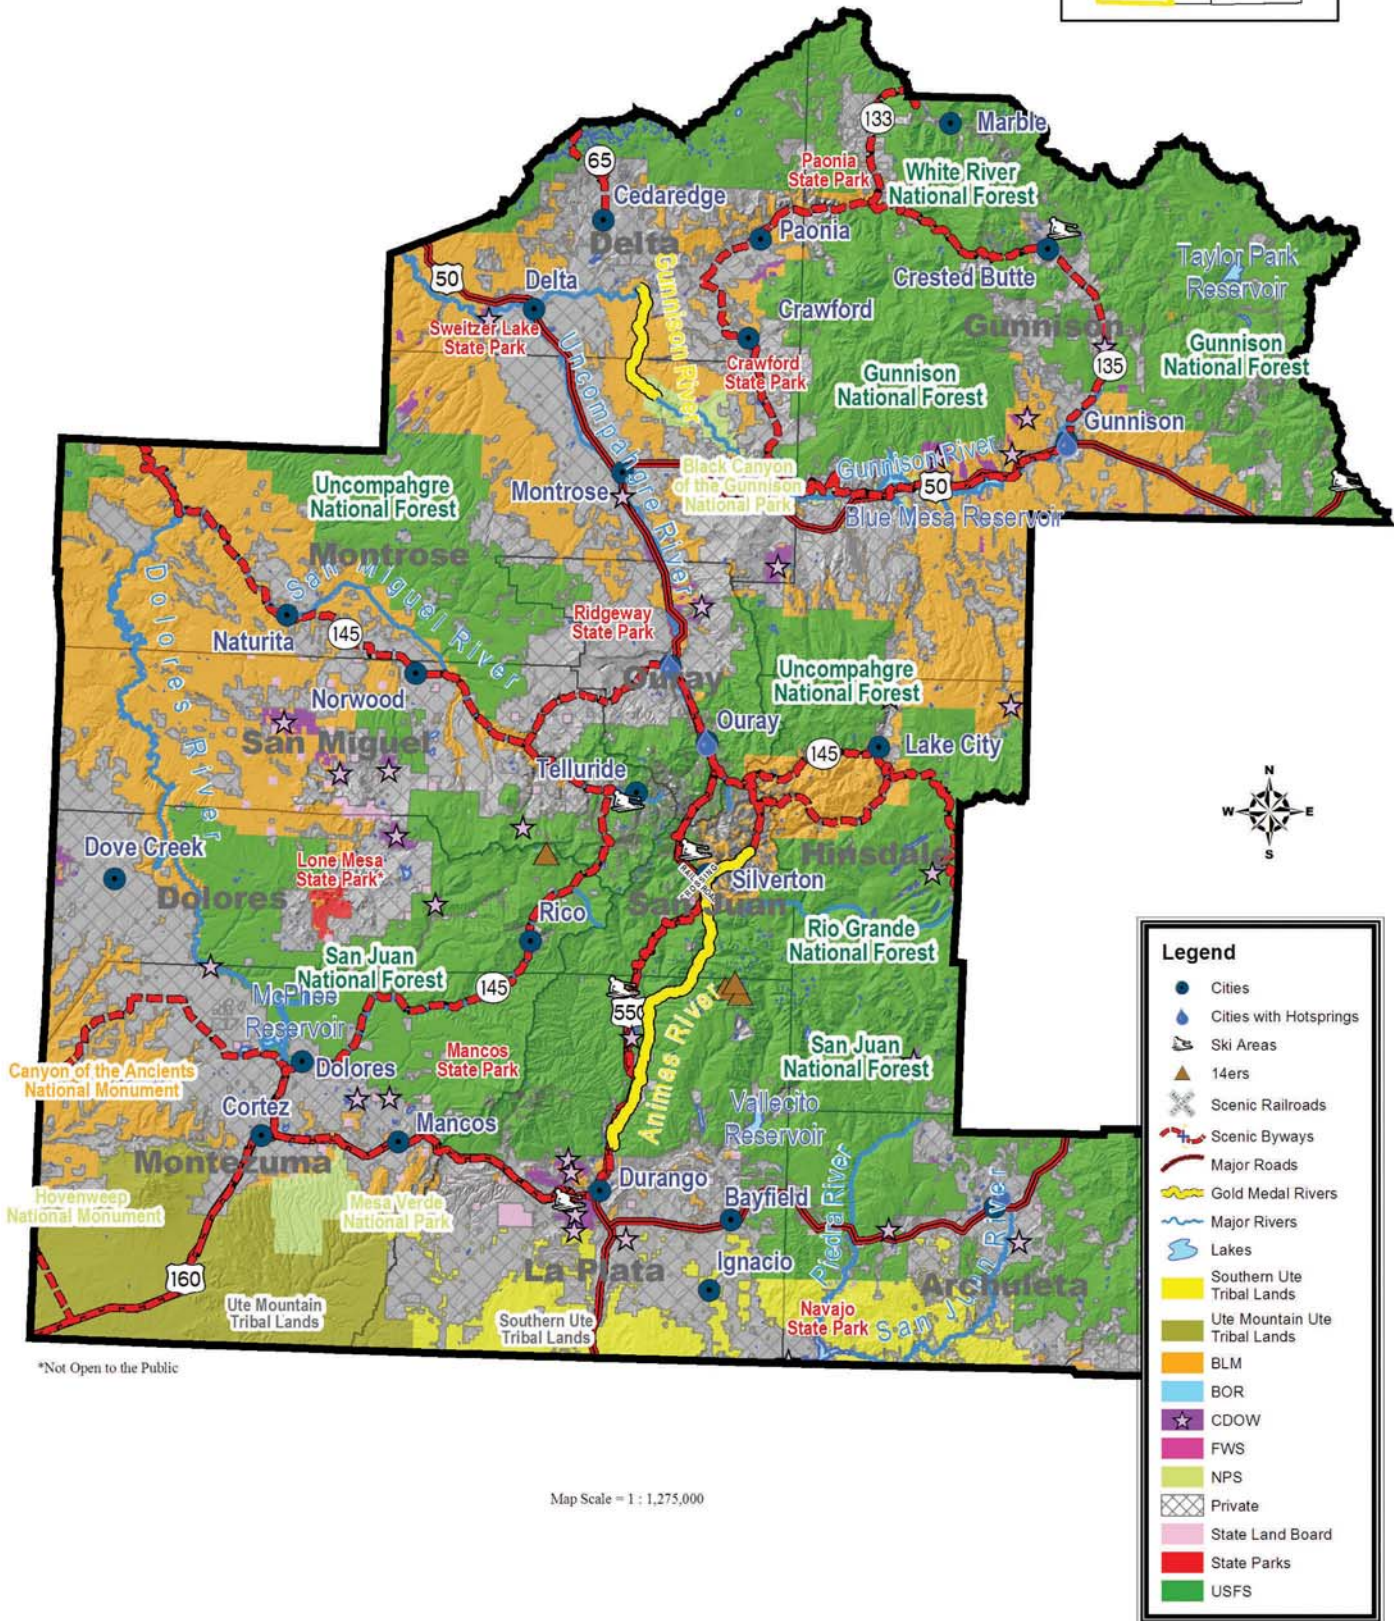 133
Marble
Paonia
State Park
White River
National Forest
65
Cedaredge
Delta
Paonia
Crested Butte
Taylor Park
Reservoir
50
Delta
Gunnison River
Crawford
Gunnison
Sweitzer Lake
State Park
Crawford
State Park
Gunnison
National Forest
135
Gunnison
National Forest
Uncompahgre River
Gunnison
Uncompahgre
National Forest
Montrose
Black Canyon
of the Gunnison
National Park
Gunnison River
50
Blue Mesa Reservoir
Montrose
San Miguel River
Dolores River
Ridgeway
State Park
Naturita
145
Ouray
Uncompahgre
National Forest
Norwood
San Miguel
Ouray
145
Lake City
Telluride
N
W
E
S
Dove Creek
Lone Mesa
State Park*
Dolores
RAILROAD
CROSSING
Silverton
Hinsdale
San Juan
Rico
Rio Grande
National Forest
San Juan
National Forest
145
McPhee
Reservoir
550
Animas River
San Juan
National Forest
Mancos
State Park
Canyon of the Ancients
National Monument
Dolores
Cortez
Mancos
Vallecito
Reservoir
Montezuma
Piedra River
Durango
Bayfield
Hovenweep
National Monument
Mesa Verde
National Park
San Juan River
Ignacio
La Plata
Archuleta
160
Ute Mountain
Tribal Lands
Southern Ute
Tribal Lands
Navajo
State Park
*Not Open to the Public
Map Scale = 1 : 1,275,000
Legend
Cities
Cities with Hotsprings
Ski Areas
14ers
Scenic Railroads
Scenic Byways
Major Roads
Gold Medal Rivers
Major Rivers
Lakes
Southern Ute
Tribal Lands
Ute Mountain Ute
Tribal Lands
BLM
BOR
CDOW
FWS
NPS
Private
State Land Board
State Parks
USFS